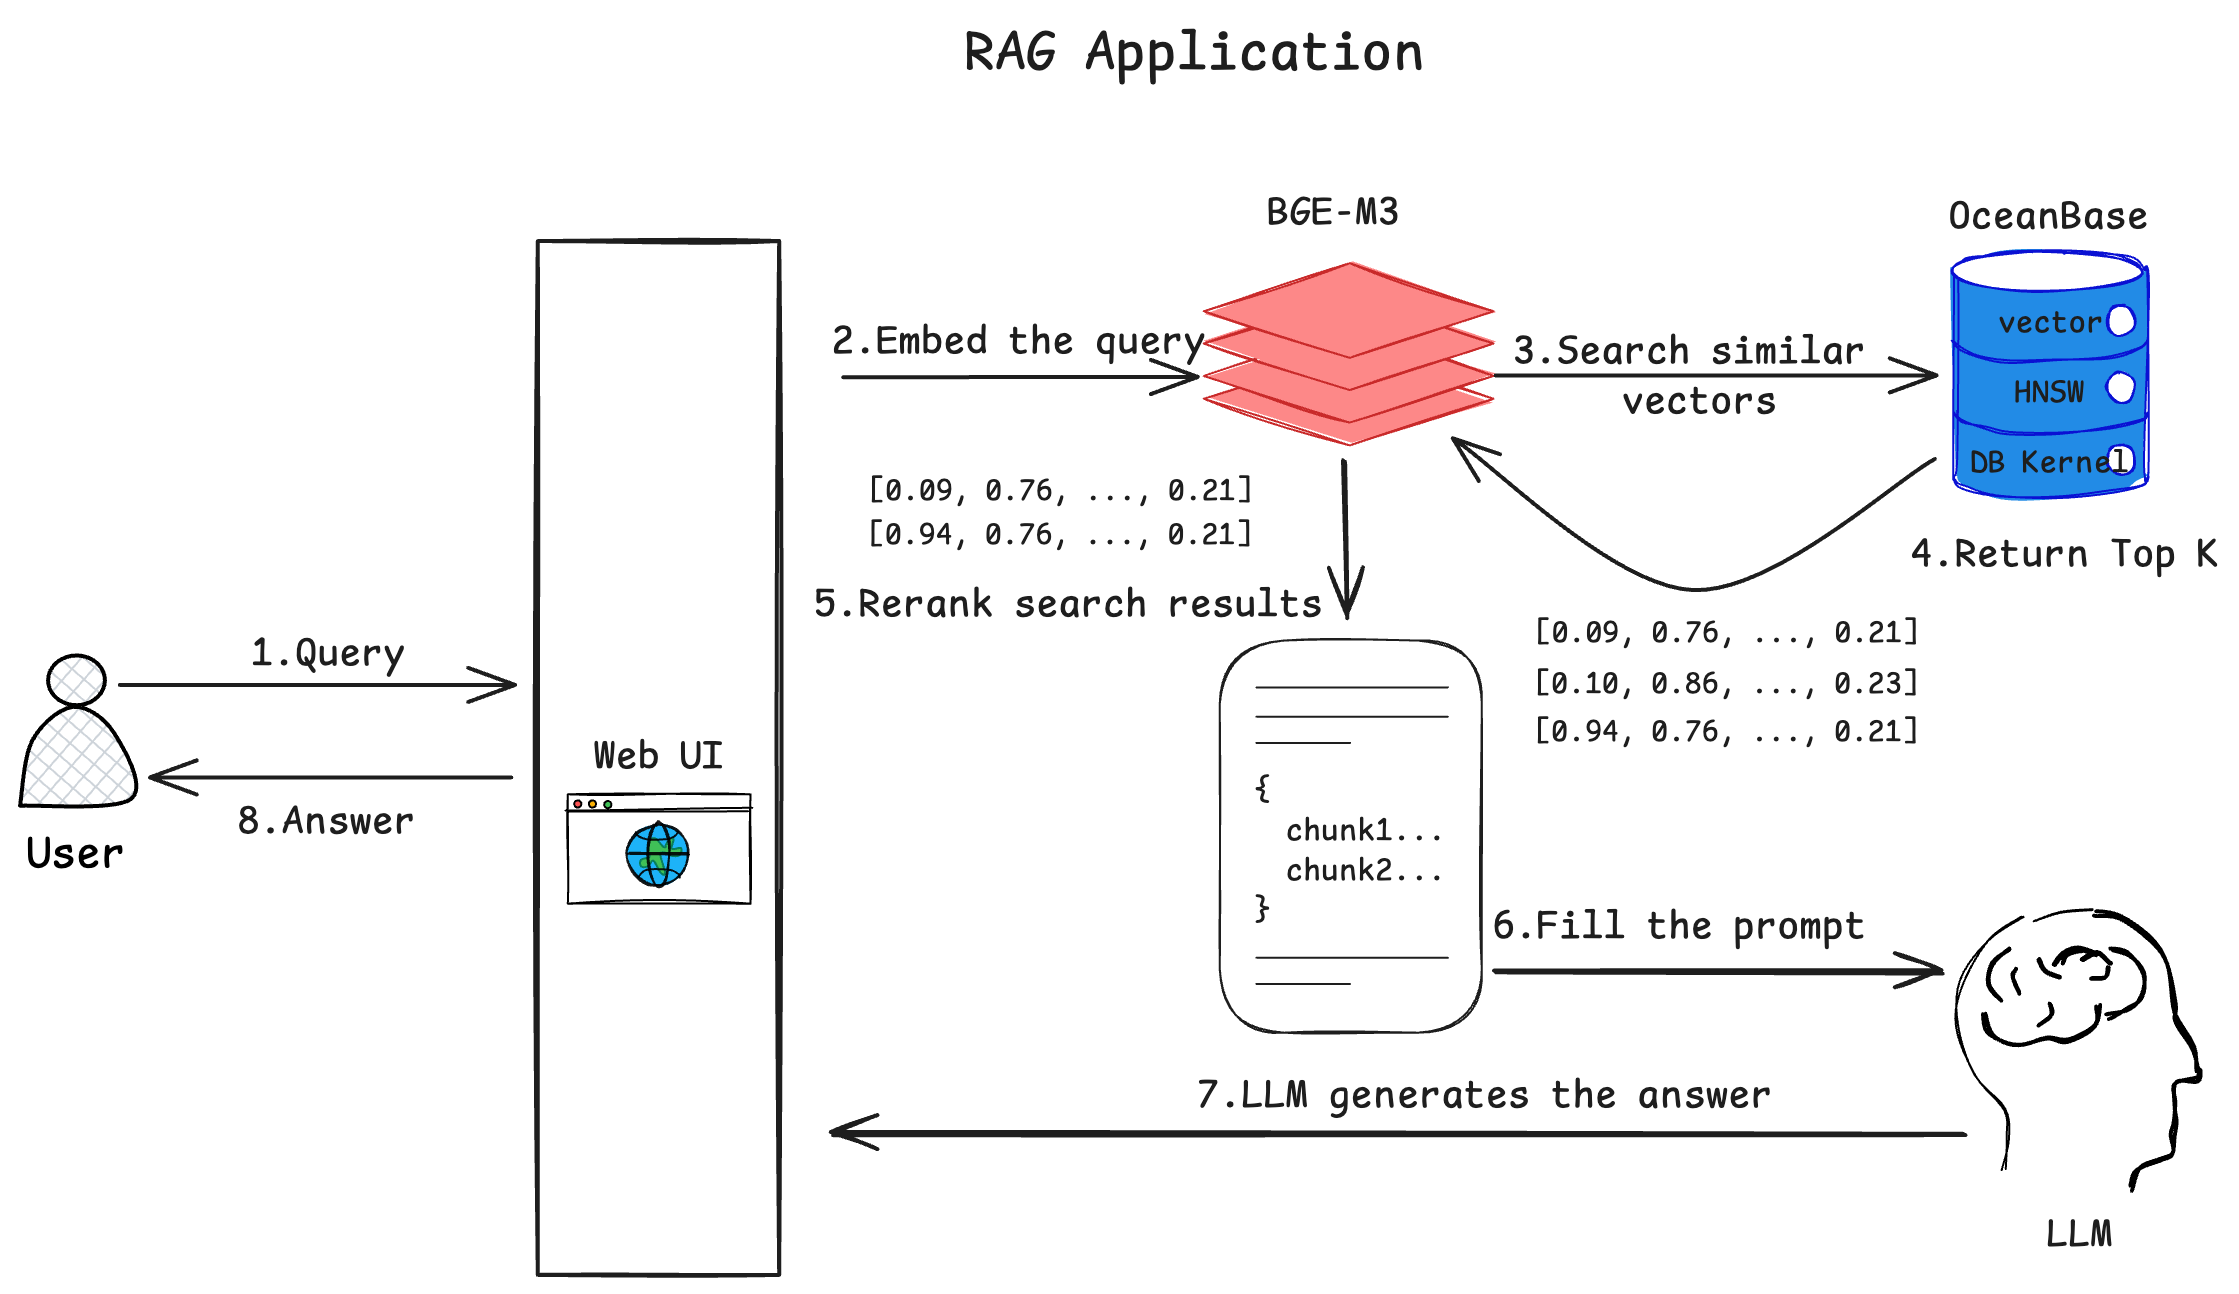 RAG Application
BGE-M3
OceanBase
vector
HNSW
DB Kernel
2.Embed the query
3.Search similar
vectors
4.Return Top K
[0.09, 0.76, ..., 0.21]
[0.10, 0.86, ..., 0.23]
[0.94, 0.76, ..., 0.21]
[0.09, 0.76, ..., 0.21]
[0.94, 0.76, ..., 0.21]
5.Rerank search results
1.Query
Web UI
8.Answer
User
{
chunk1...
chunk2...
}
6.Fill the prompt
7.LLM generates the answer
LLM